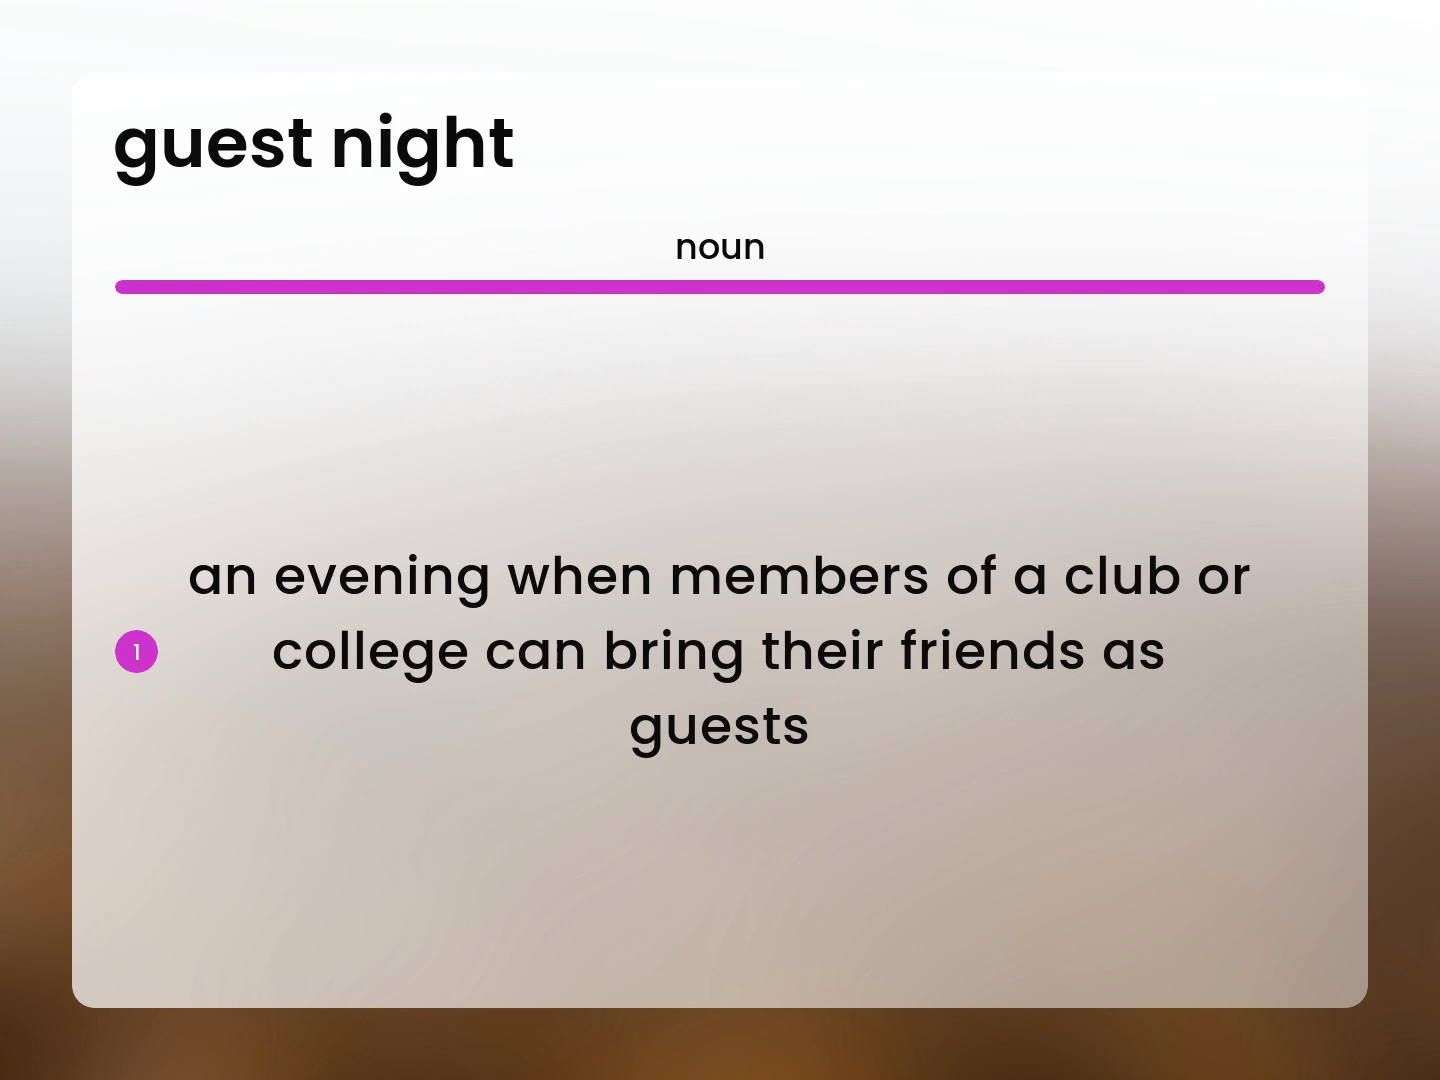 guest night
noun
an evening when members of a club or
1 college can bring their friends as
guests